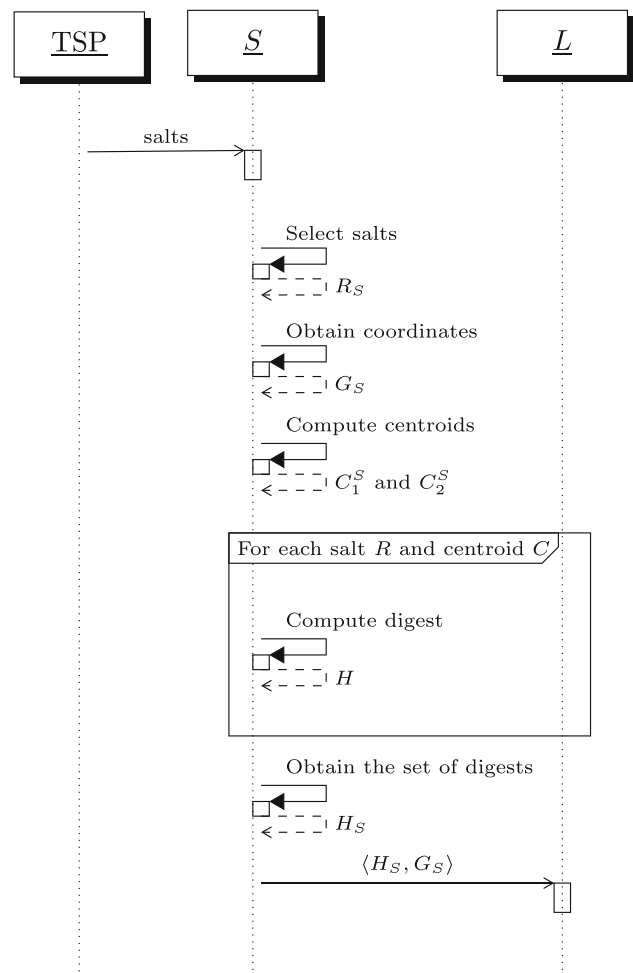 TSP S L
salts
Select salts
R_S
Obtain coordinates
G_S
Compute centroids
C_1^S and C_2^S
For each salt R and centroid C
Compute digest
H
Obtain the set of digests
H_S
⟨H_S, G_S⟩